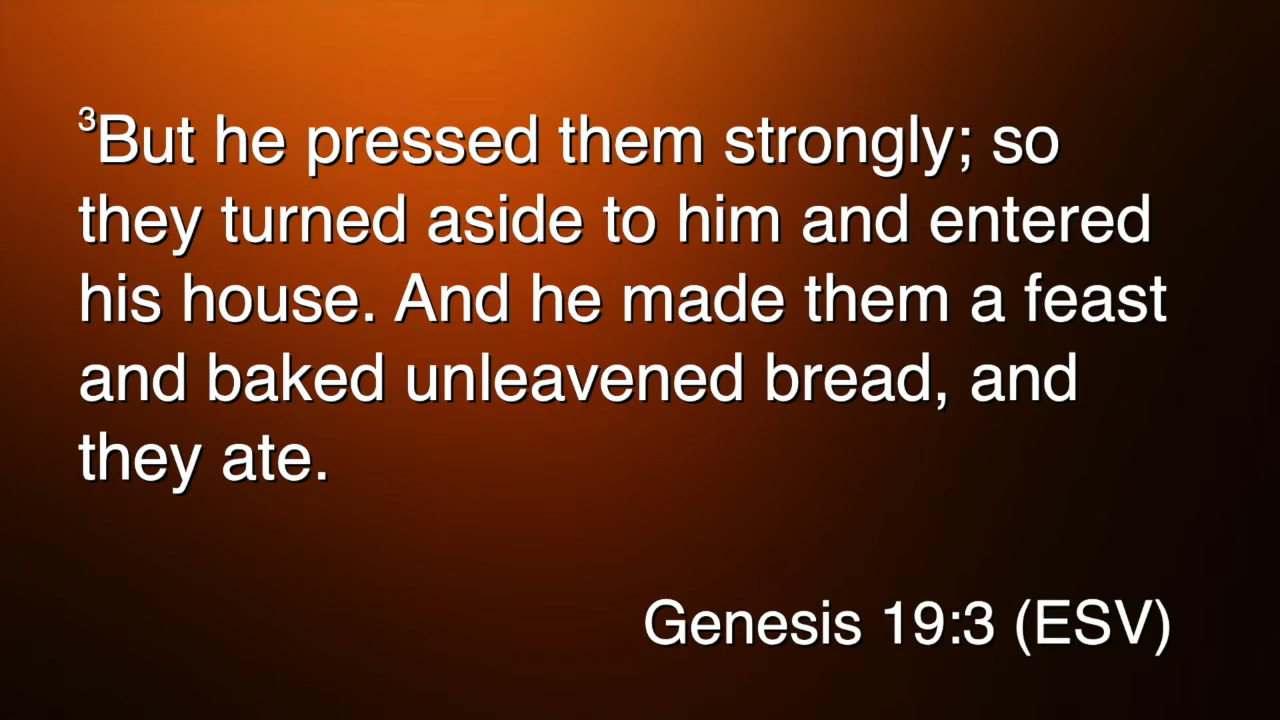 ³But he pressed them strongly; so
they turned aside to him and entered
his house. And he made them a feast
and baked unleavened bread, and
they ate.
Genesis 19:3 (ESV)